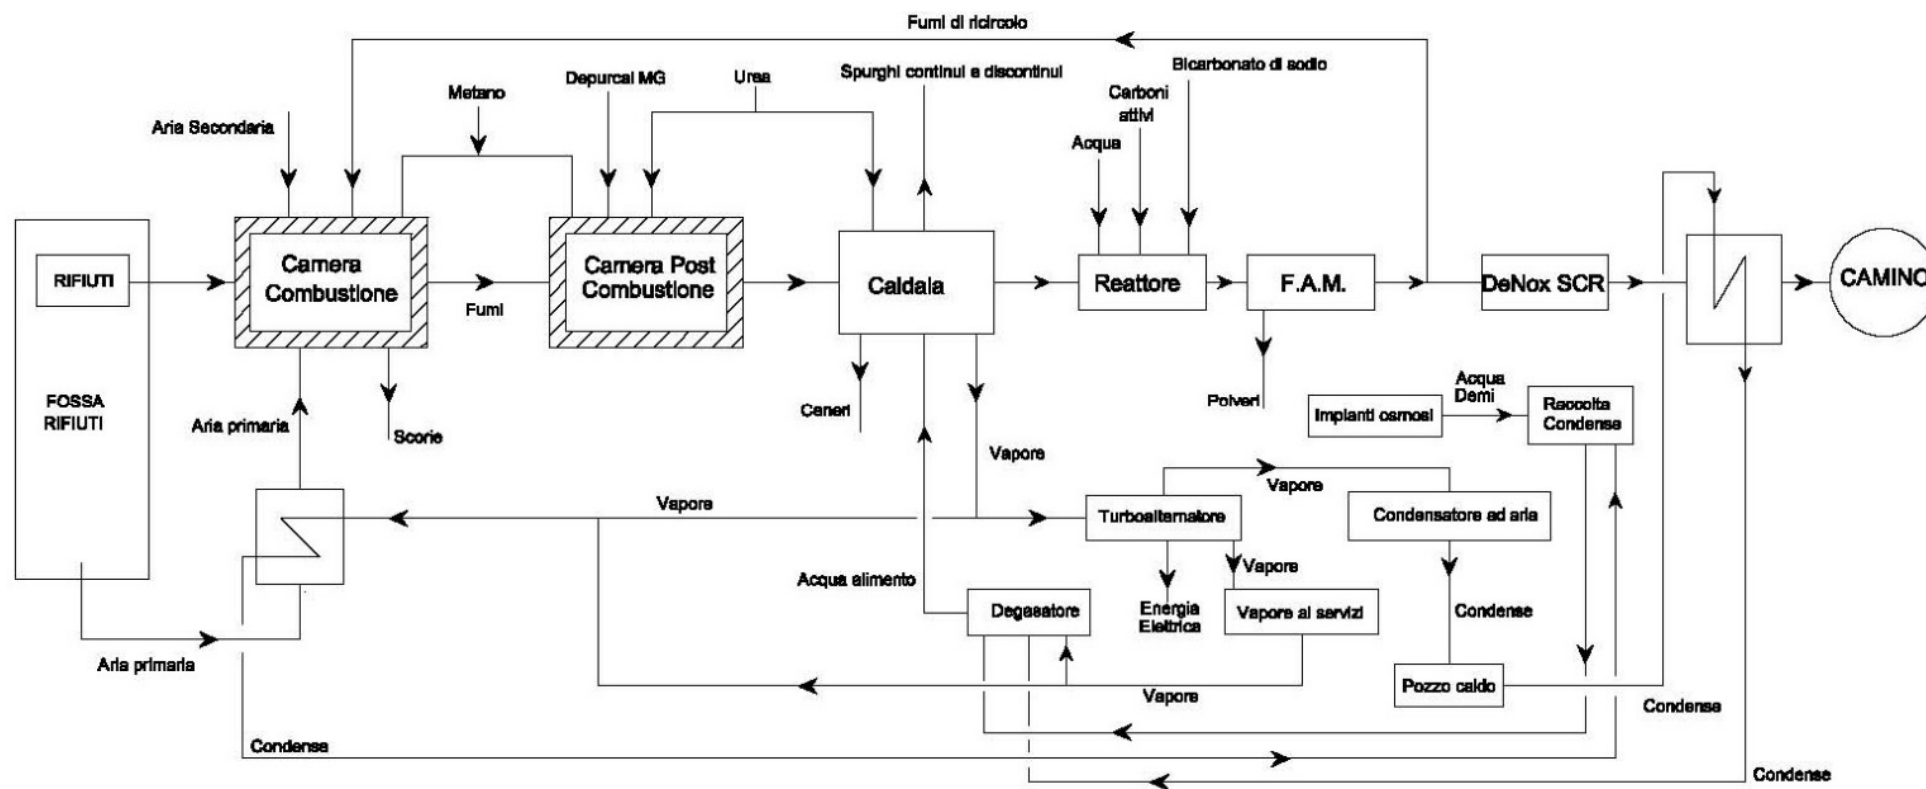 Fumi di ricircolo
Aria Secondaria
Metano
Depurcal MG
Urea
Spurghi continui e discontinui
Acqua
Carboni
attivi
Bicarbonato di sodio
RIFIUTI
FOSSA
RIFIUTI
Camera
Combustione
Fumi
Camera Post
Combustione
Caldaia
Reattore
F.A.M.
DeNox SCR
CAMINO
Aria primaria
Scorie
Ceneri
Vapore
Polveri
Impianti osmosi
Acqua
Demi
Raccolta
Condense
Vapore
Turboalternatore
Vapore
Condensatore ad aria
Acqua alimento
Degasatore
Energia
Elettrica
Vapore
Vapore ai servizi
Condense
Aria primaria
Vapore
Pozzo caldo
Condense
Condense
Condense